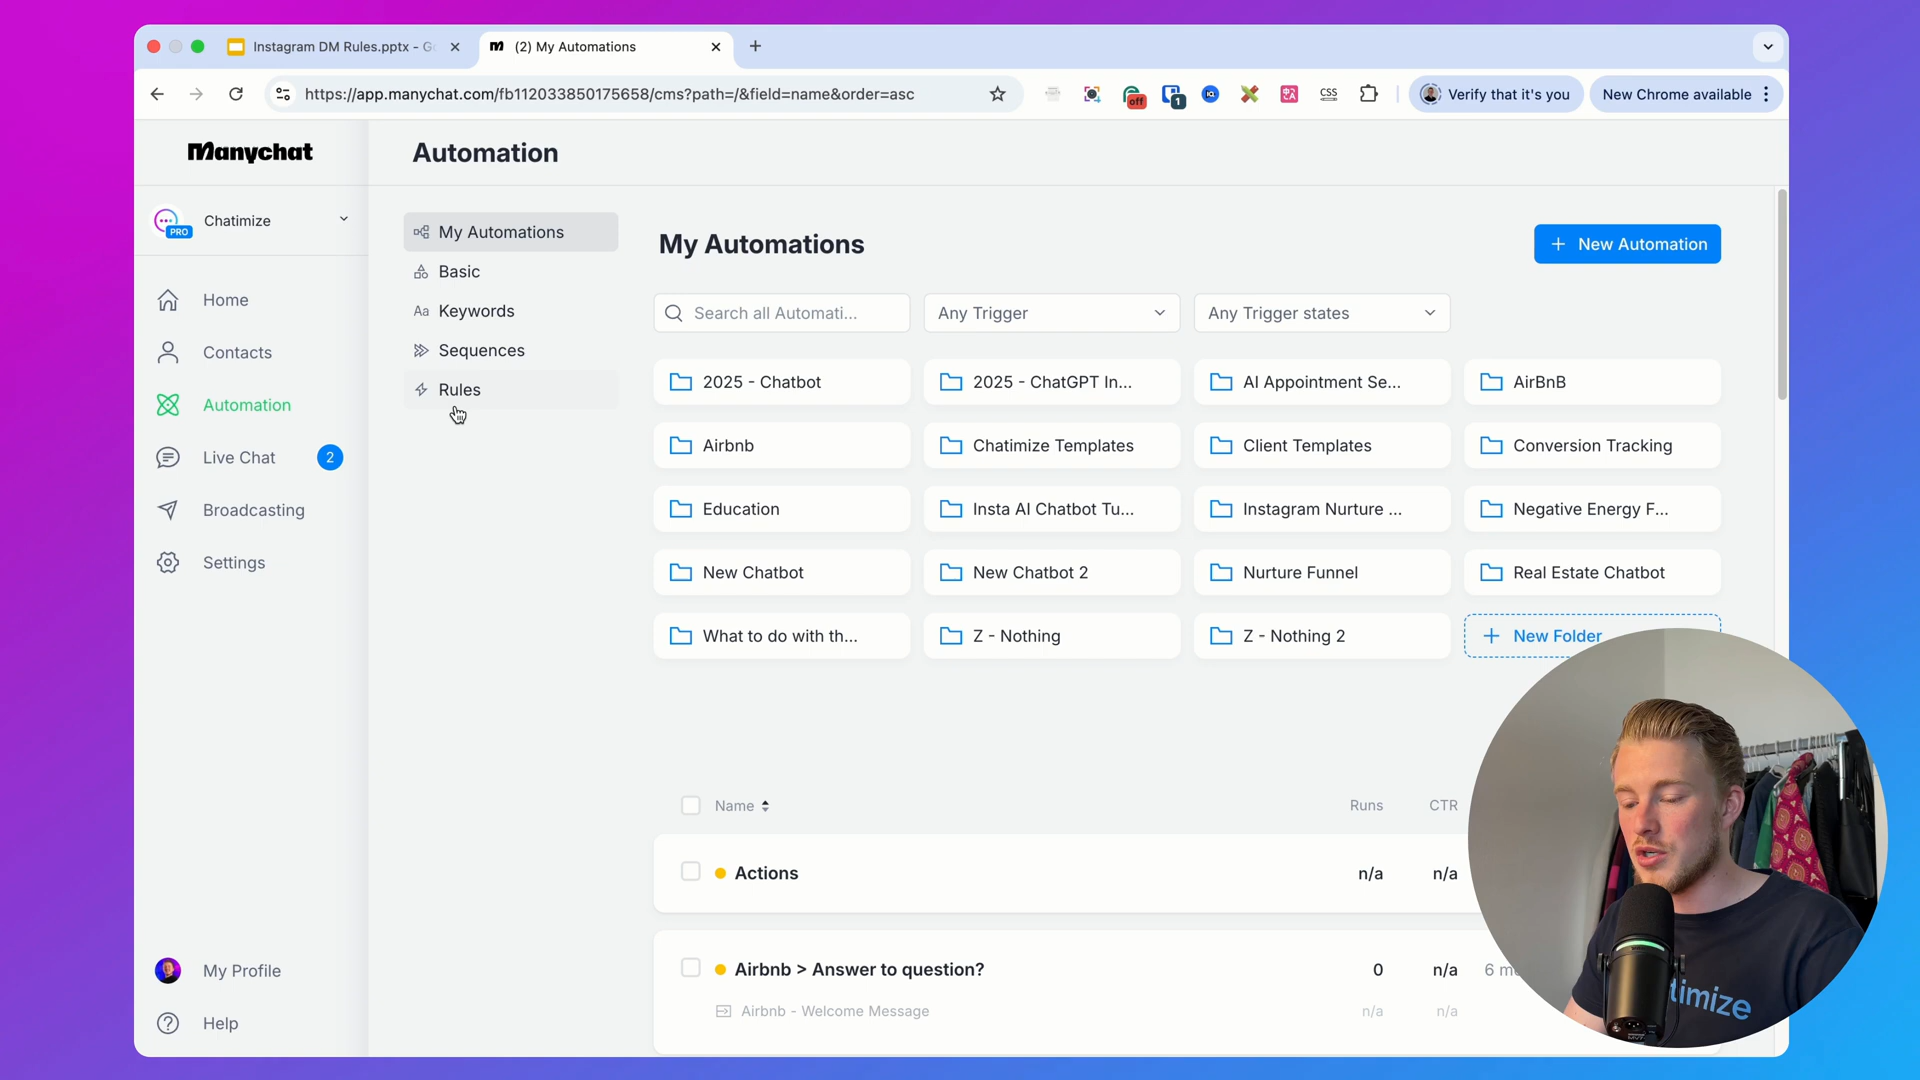 Instagram DM Rules.pptx - Go
(2) My Automations
https://app.manychat.com/fb112033850175658/cms?path=/&field=name&order=asc
off
1
CSS
Verify that it's you
New Chrome available
Manychat
Automation
PRO
Chatimize
My Automations
Basic
Aa Keywords
Sequences
Rules
Home
Contacts
Automation
Live Chat
2
Broadcasting
Settings
My Profile
Help
My Automations
+ New Automation
Search all Automati...
Any Trigger
Any Trigger states
2025 - Chatbot
2025 - ChatGPT In...
AI Appointment Se...
AirBnB
Airbnb
Chatimize Templates
Client Templates
Conversion Tracking
Education
Insta AI Chatbot Tu...
Instagram Nurture ...
Negative Energy F...
New Chatbot
New Chatbot 2
Nurture Funnel
Real Estate Chatbot
What to do with th...
Z - Nothing
Z - Nothing 2
+ New Folder
Name
Runs
CTR
Actions
n/a
n/a
Airbnb > Answer to question?
0
n/a
6 m
Airbnb - Welcome Message
n/a
n/a
timize